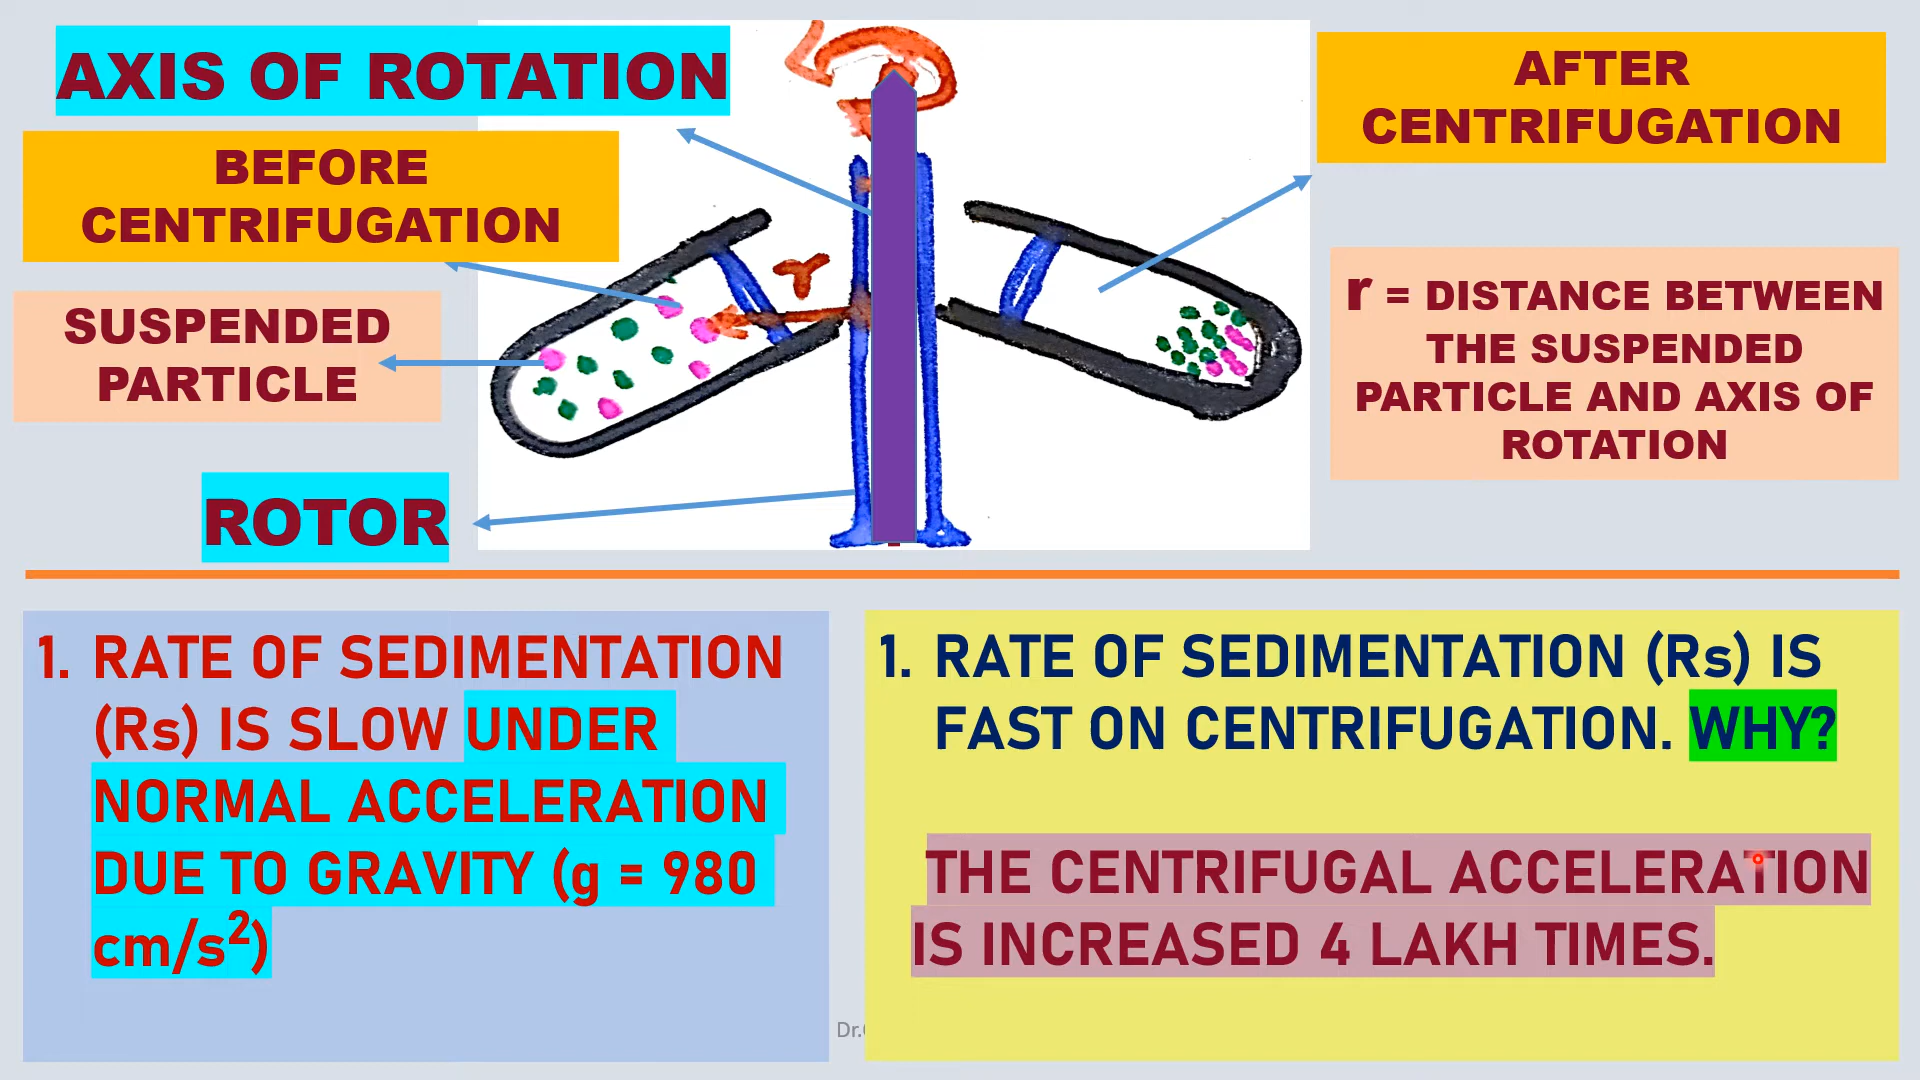 AXIS OF ROTATION
BEFORE
CENTRIFUGATION
SUSPENDED
PARTICLE
ROTOR
r
AFTER
CENTRIFUGATION
r = DISTANCE BETWEEN
THE SUSPENDED
PARTICLE AND AXIS OF
ROTATION
1. RATE OF SEDIMENTATION
(Rs) IS SLOW UNDER
NORMAL ACCELERATION
DUE TO GRAVITY (g = 980
cm/s²)
1. RATE OF SEDIMENTATION (Rs) IS
FAST ON CENTRIFUGATION. WHY?
THE CENTRIFUGAL ACCELERATION
IS INCREASED 4 LAKH TIMES.
Dr.